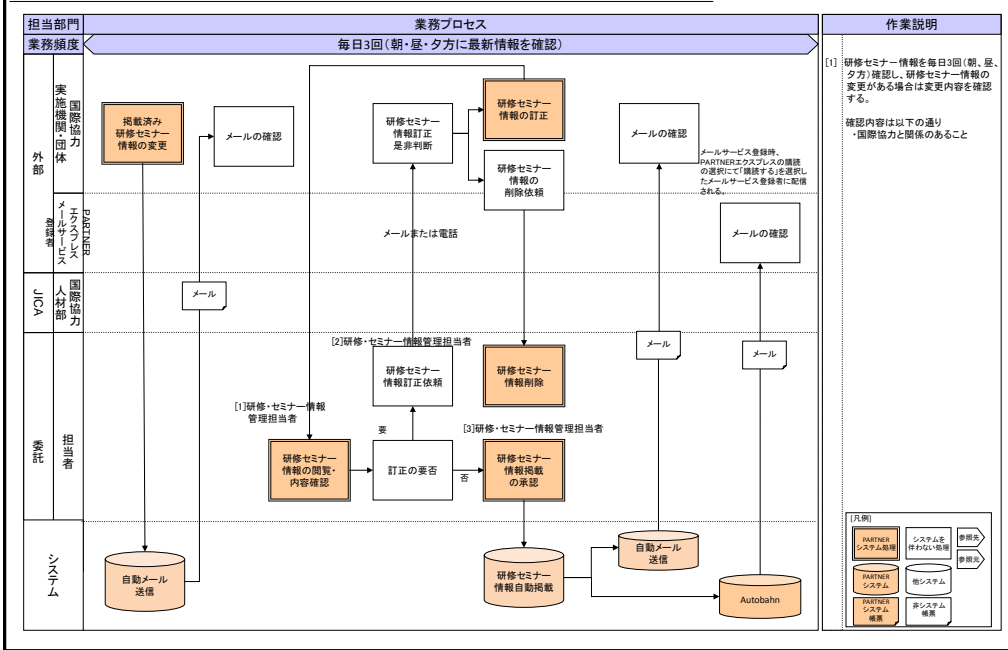 担当部門
業務プロセス
作業説明
業務頻度
毎日3回(朝・昼・夕方に最新情報を確認)
外部
国際協力
実施機関・団体
掲載済み
研修セミナー
情報の変更
メールの確認
研修セミナー
情報訂正
是非判断
研修セミナー
情報の訂正
研修セミナー
情報の
削除依頼
メールの確認
メールサービス登録時、
PARTNERエクスプレスの購読
の選択にて「購読する」を選択し
たメールサービス登録者に配信
される。
[1] 研修セミナー情報を毎日3回(朝、昼、
夕方)確認し、研修セミナー情報の
変更がある場合は変更内容を確認
する。
確認内容は以下の通り
・国際協力と関係のあること
PARTNER
エクスプレス
メールサービス
登録者
メールまたは電話
メールの確認
JICA
国際協力
人材部
メール
メール
メール
委託
担当者
[2]研修・セミナー情報管理担当者
研修セミナー
情報訂正依頼
研修セミナー
情報削除
[1]研修・セミナー情報
管理担当者
要
[3]研修・セミナー情報管理担当者
研修セミナー
情報の閲覧・
内容確認
訂正の要否
否
研修セミナー
情報掲載
の承認
システム
自動メール
送信
研修セミナー
情報自動掲載
自動メール
送信
Autobahn
[凡例]
PARTNER
システム処理
システムを
伴わない処理
参照先
参照元
PARTNER
システム
他システム
PARTNER
システム
帳票
非システム
帳票